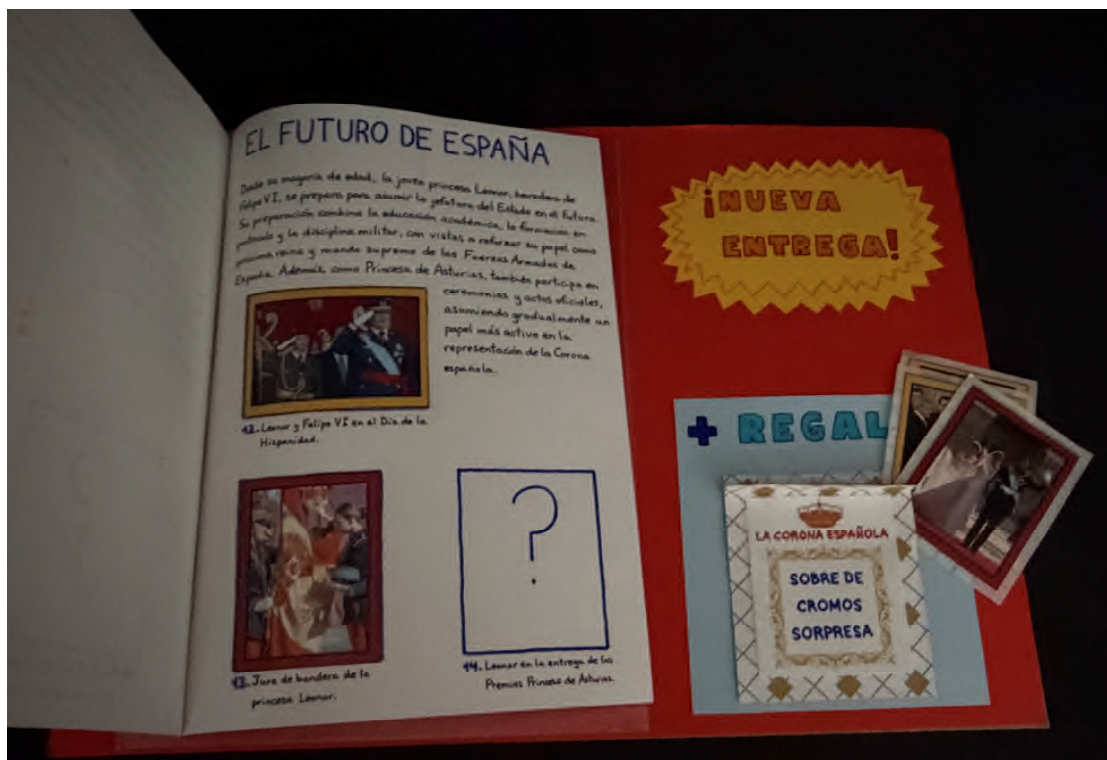 EL FUTURO DE ESPAÑA
Desde su mayoría de edad, la joven princesa Leonor, heredera de
Felipe VI, se prepara para asumir la jefatura del Estado en el futuro.
Su preparación combina la educación académica, la formación en
protocolo y la disciplina militar, con vistas a reforzar su papel como
próxima reina y mando supremo de las Fuerzas Armadas de
España. Además, como Princesa de Asturias, también participa en
ceremonias y actos oficiales,
asumiendo gradualmente un
papel más activo en la
representación de la Corona
española.
42. Leonor y Felipe VI en el Día de la
Hispanidad.
43. Jura de bandera de la
princesa Leonor.
?
44. Leonor en la entrega de los
Premios Princesa de Asturias.
¡NUEVA
ENTREGA!
+ REGAL
LA CORONA ESPAÑOLA
SOBRE DE
CROMOS
SORPRESA